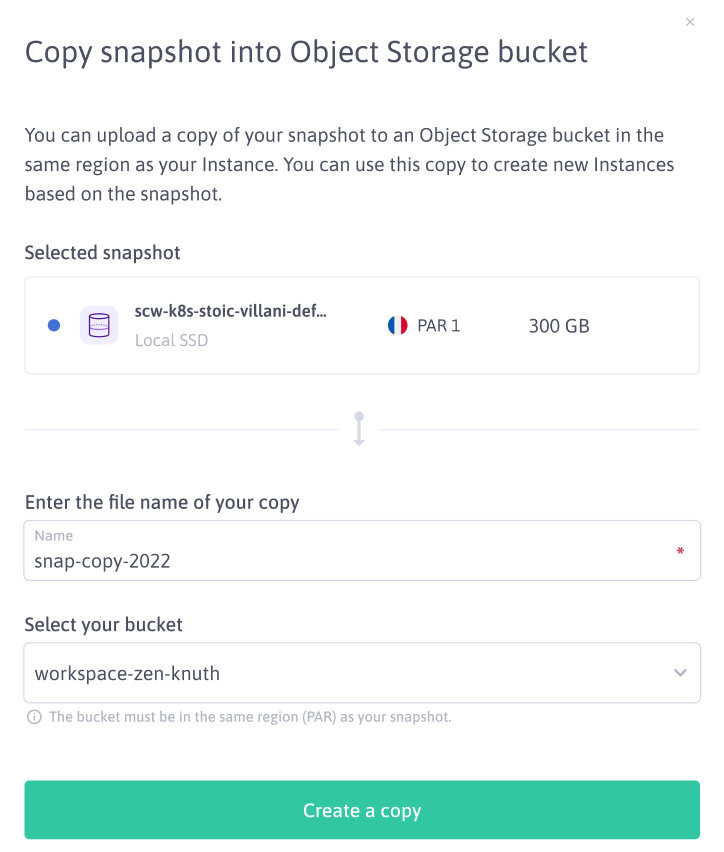 Copy snapshot into Object Storage bucket
You can upload a copy of your snapshot to an Object Storage bucket in the
same region as your Instance. You can use this copy to create new Instances
based on the snapshot.
Selected snapshot
scw-k8s-stoic-villani-def...
Local SSD
PAR 1
300 GB
Enter the file name of your copy
Name
snap-copy-2022
*
Select your bucket
workspace-zen-knuth
The bucket must be in the same region (PAR) as your snapshot.
Create a copy